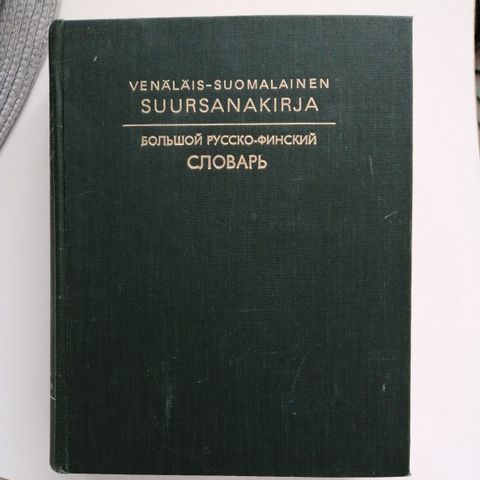 VENÄLÄIS-SUOMALAINEN
SUURSANAKIRJA
БОЛЬШОЙ РУССКО-ФИНСКИЙ
СЛОВАРЬ